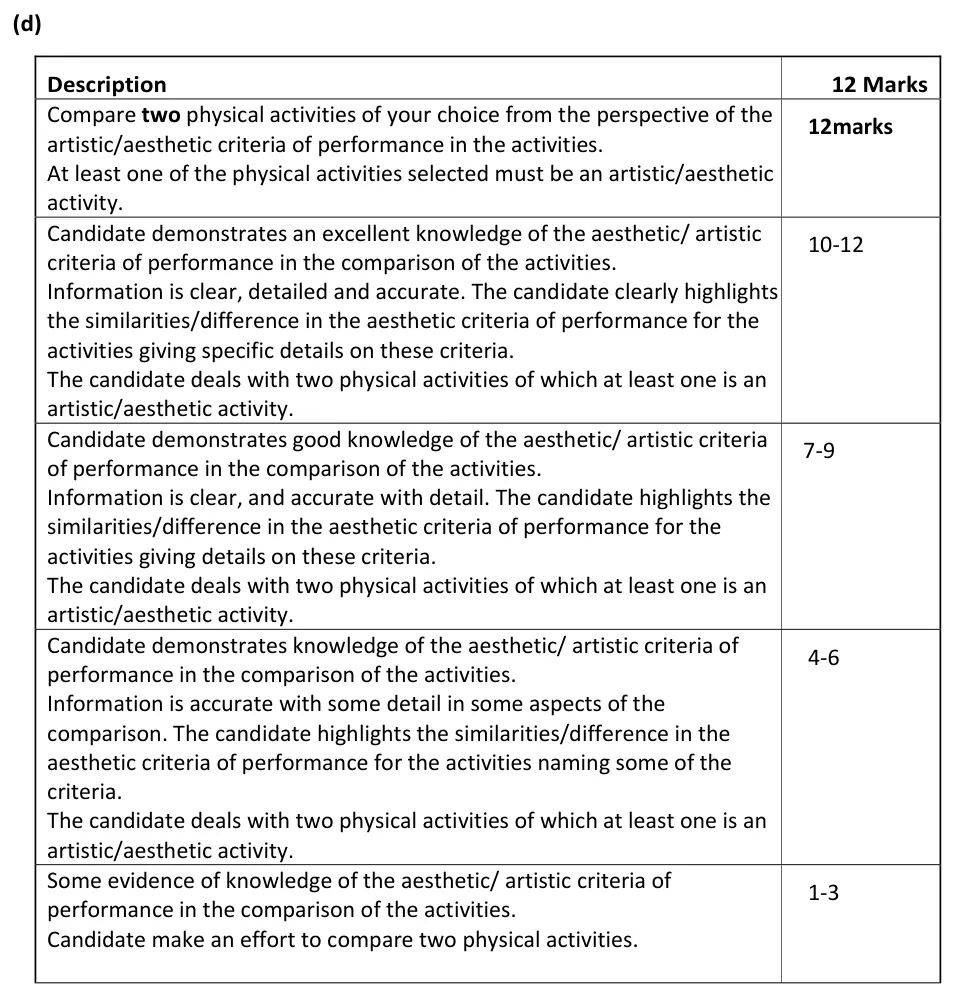 (d)
Description 12 Marks
Compare two physical activities of your choice from the perspective of the
artistic/aesthetic criteria of performance in the activities.
12marks
At least one of the physical activities selected must be an artistic/aesthetic
activity.
Candidate demonstrates an excellent knowledge of the aesthetic/ artistic
criteria of performance in the comparison of the activities.
10-12
Information is clear, detailed and accurate. The candidate clearly highlights
the similarities/difference in the aesthetic criteria of performance for the
activities giving specific details on these criteria.
The candidate deals with two physical activities of which at least one is an
artistic/aesthetic activity.
Candidate demonstrates good knowledge of the aesthetic/ artistic criteria
of performance in the comparison of the activities.
7-9
Information is clear, and accurate with detail. The candidate highlights the
similarities/difference in the aesthetic criteria of performance for the
activities giving details on these criteria.
The candidate deals with two physical activities of which at least one is an
artistic/aesthetic activity.
Candidate demonstrates knowledge of the aesthetic/ artistic criteria of
performance in the comparison of the activities.
4-6
Information is accurate with some detail in some aspects of the
comparison. The candidate highlights the similarities/difference in the
aesthetic criteria of performance for the activities naming some of the
criteria.
The candidate deals with two physical activities of which at least one is an
artistic/aesthetic activity.
Some evidence of knowledge of the aesthetic/ artistic criteria of
performance in the comparison of the activities.
1-3
Candidate make an effort to compare two physical activities.